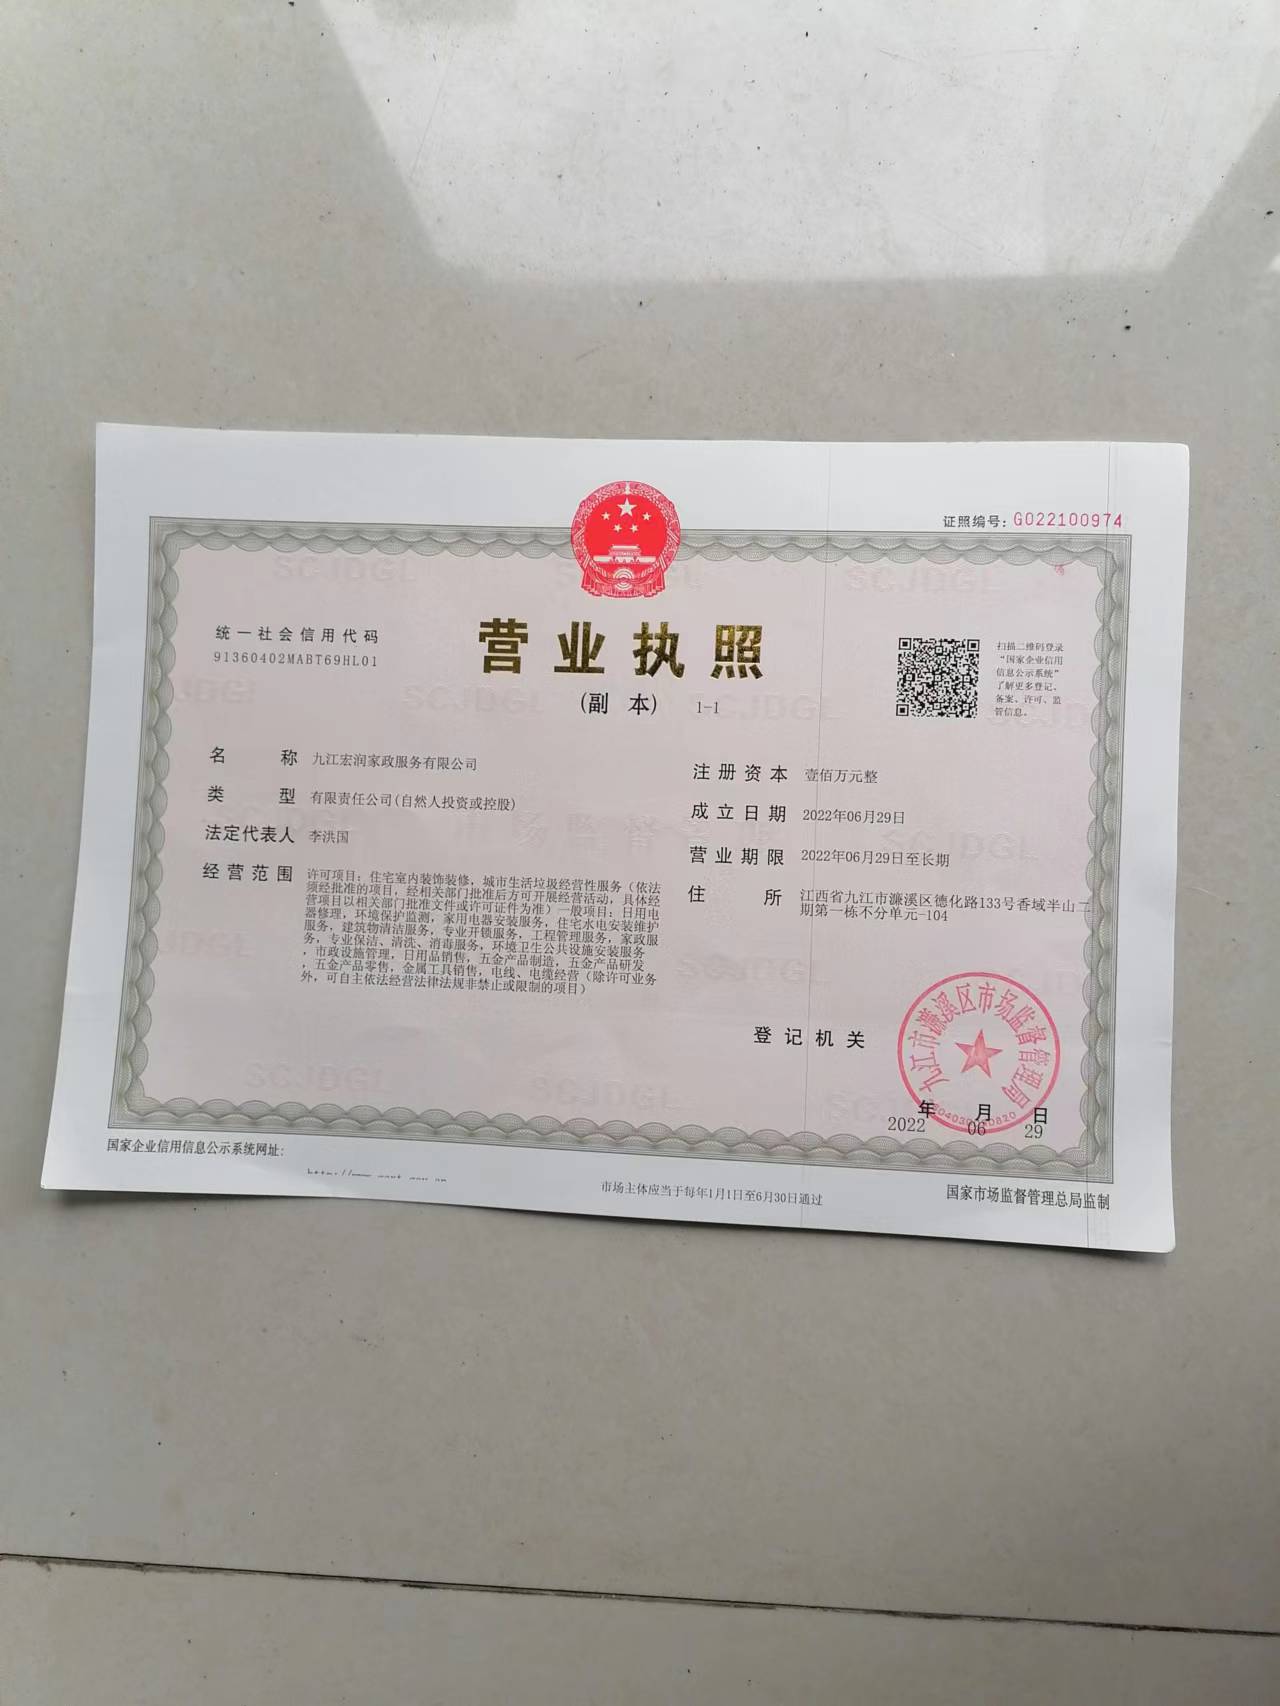 证照编号：G022100974
统一社会信用代码
91360402MABT69HL01
营业执照
(副 本) 1-1
扫描二维码登录
“国家企业信用
信息公示系统”
了解更多登记、
备案、许可、监
管信息。
名 称 九江宏润家政服务有限公司
类 型 有限责任公司(自然人投资或控股)
法定代表人 李洪国
经营范围 许可项目：住宅室内装饰装修，城市生活垃圾经营性服务（依法
须经批准的项目，经相关部门批准后方可开展经营活动，具体经
营项目以相关部门批准文件或许可证件为准）一般项目：日用电
器修理，环境保护监测，家用电器安装服务，住宅水电安装维护
服务，建筑物清洁服务，专业开锁服务，工程管理服务，家政服
务，专业保洁、清洗、消毒服务，环境卫生公共设施安装服务
，市政设施管理，日用品销售，五金产品制造，五金产品研发
，五金产品零售，金属工具销售，电线、电缆经营（除许可业务
外，可自主依法经营法律法规非禁止或限制的项目）
注册资本 壹佰万元整
成立日期 2022年06月29日
营业期限 2022年06月29日至长期
住 所 江西省九江市濂溪区德化路133号香域半山二
期第一栋不分单元-104
登记机关
九江市濂溪区市场监督管理局
年 月 日
2022 06 29
国家企业信用信息公示系统网址：
市场主体应当于每年1月1日至6月30日通过
国家市场监督管理总局监制
SCJDGL